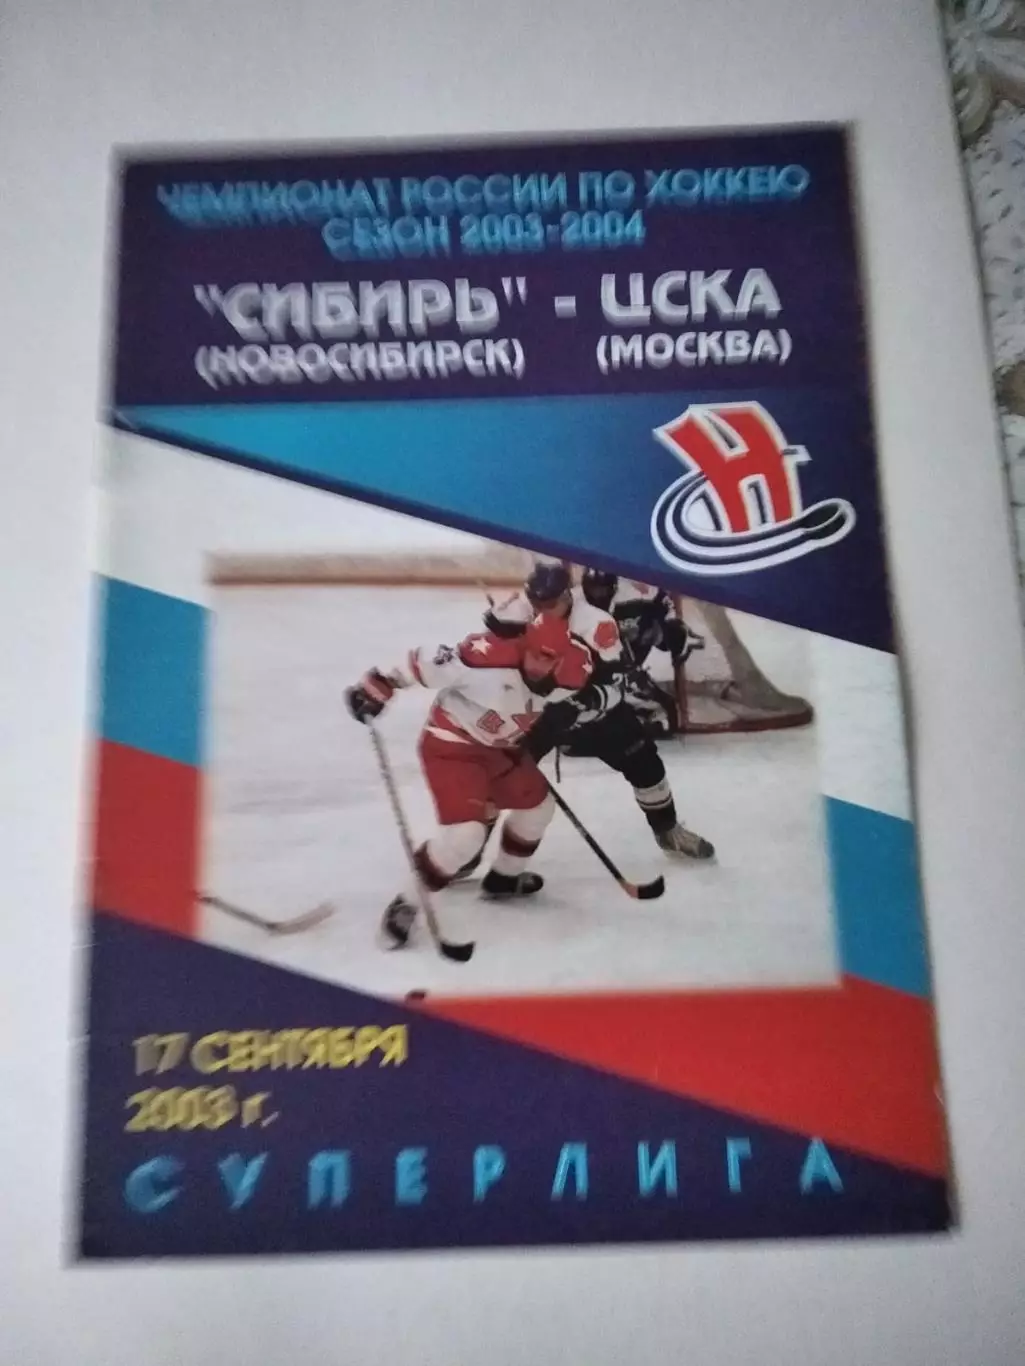 ЧЕМПИОНАТ РОССИИ ПО ХОККЕЮ
СЕЗОН 2003-2004
"СИБИРЬ" - ЦСКА
(НОВОСИБИРСК) (МОСКВА)
Н
17 СЕНТЯБРЯ
2003 г.
СУПЕРЛИГА